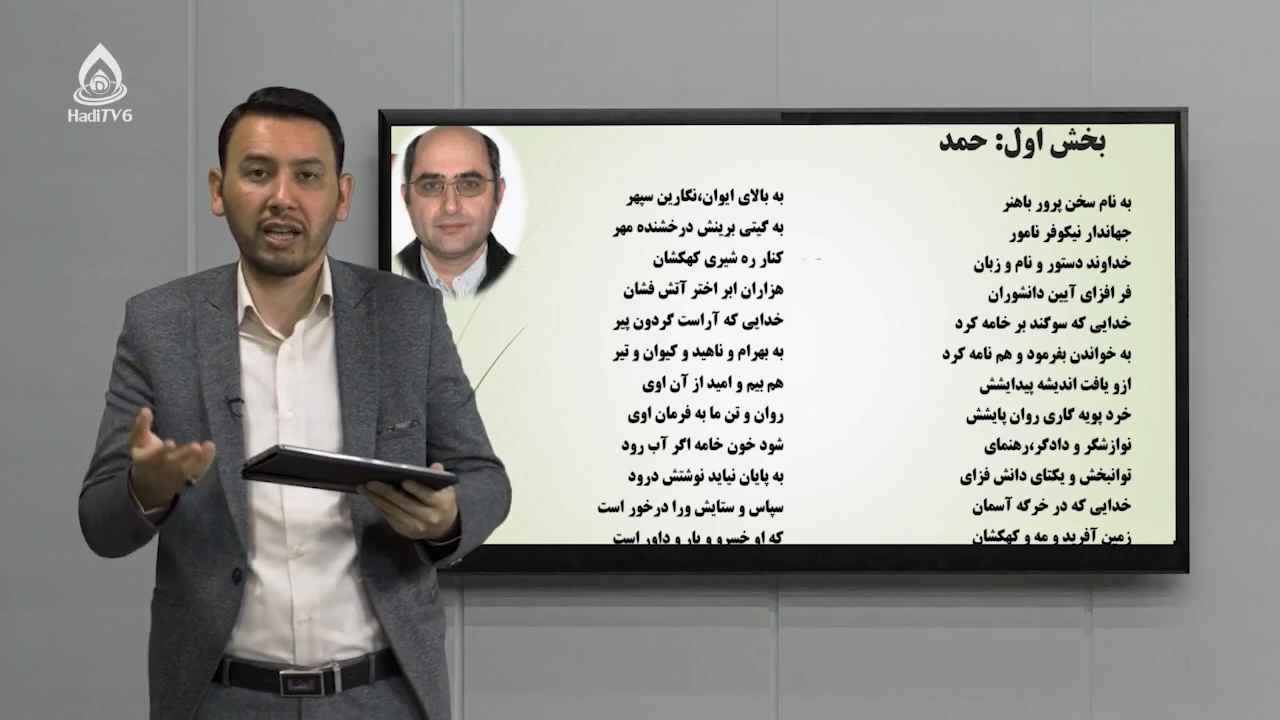 HadiTV6
بخش اول: حمد
به نام سخن پرور باهنر
جهاندار نیکوفر نامور
خداوند دستور و نام و زبان
فر افزای آیین دانشوران
خدایی که سوگند بر خامه کرد
به خواندن بفرمود و هم نامه کرد
ازو یافت اندیشه پیدایشش
خرد پویه گاری روان پایشش
نوازشگر و دادگر،رهنمای
توانبخش و یکتای دانش فزای
خدایی که در خرگه آسمان
زمین آفرید و مه و کهکشان
به بالای ایوان،نگارین سپهر
به گیتی برینش درخشنده مهر
کنار ره شیری کهکشان
هزاران ابر اختر آتش فشان
خدایی که آراست گردون پیر
به بهرام و ناهید و کیوان و تیر
هم بیم و امید از آن اوی
روان و تن ما به فرمان اوی
شود خون خامه اگر آب رود
به پایان نیاید نوشتش درود
سپاس و ستایش ورا درخور است
که او خسرو و یار و داور است